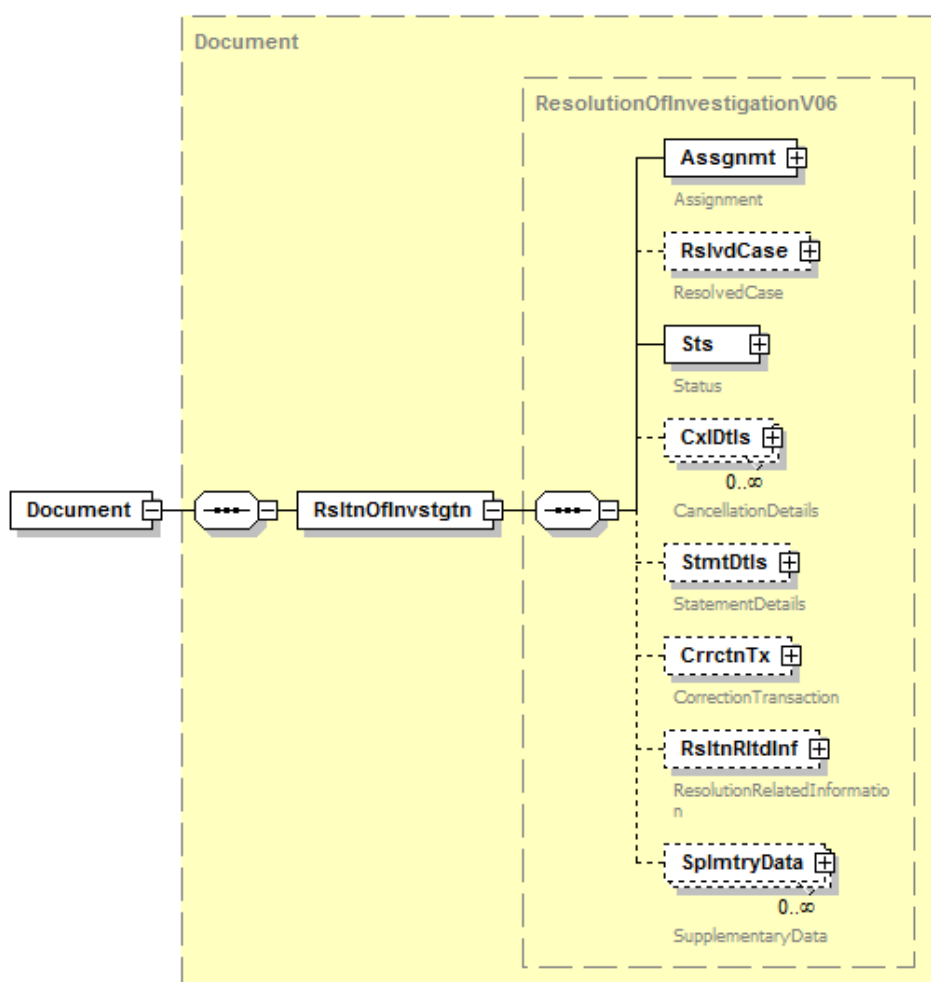 Document
ResolutionOfInvestigationV06
Assgnmt
Assignment
RslvdCase
ResolvedCase
Sts
Status
CxlDtls
0..∞
CancellationDetails
Document
RsltnOfInvstgtn
StmtDtls
StatementDetails
CrrctnTx
CorrectionTransaction
RsltnRltdInf
ResolutionRelatedInformatio
n
SplmtryData
0..∞
SupplementaryData